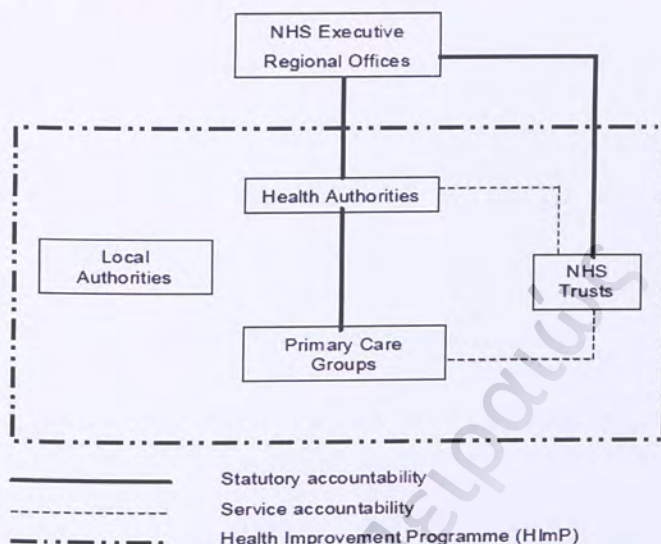 NHS Executive
Regional Offices
Health Authorities
Local
Authorities
NHS
Trusts
Primary Care
Groups
Statutory accountability
Service accountability
Health Improvement Programme (HImP)